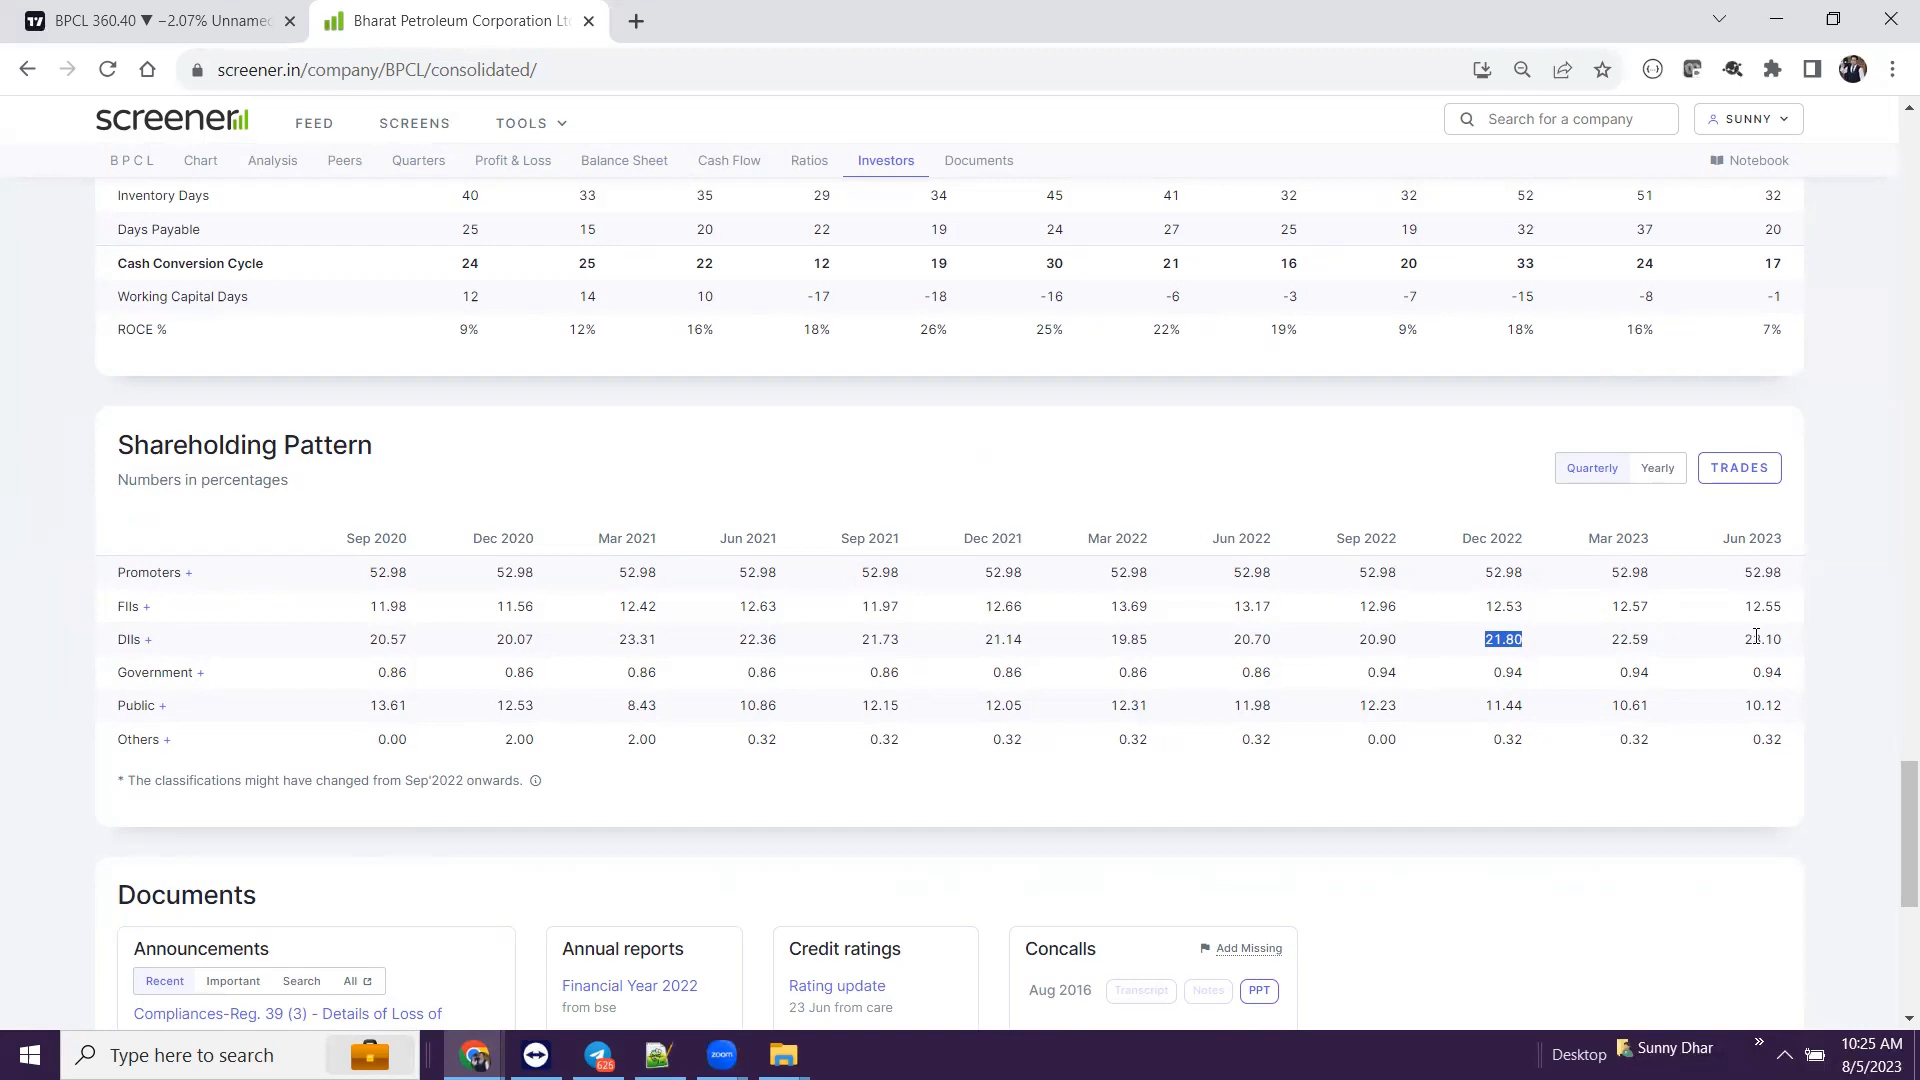 BPCL 360.40 ▼ −2.07% Unname
Bharat Petroleum Corporation Lt
screener.in/company/BPCL/consolidated/
screener
FEED
SCREENS
TOOLS
Search for a company
SUNNY
B P C L
Chart
Analysis
Peers
Quarters
Profit & Loss
Balance Sheet
Cash Flow
Ratios
Investors
Documents
Notebook
Inventory Days 40 33 35 29 34 45 41 32 32 52 51 32
Days Payable 25 15 20 22 19 24 27 25 19 32 37 20
Cash Conversion Cycle 24 25 22 12 19 30 21 16 20 33 24 17
Working Capital Days 12 14 10 -17 -18 -16 -6 -3 -7 -15 -8 -1
ROCE % 9% 12% 16% 18% 26% 25% 22% 19% 9% 18% 16% 7%
Shareholding Pattern
Numbers in percentages
Quarterly
Yearly
TRADES
Sep 2020 Dec 2020 Mar 2021 Jun 2021 Sep 2021 Dec 2021 Mar 2022 Jun 2022 Sep 2022 Dec 2022 Mar 2023 Jun 2023
Promoters + 52.98 52.98 52.98 52.98 52.98 52.98 52.98 52.98 52.98 52.98 52.98 52.98
FIIs + 11.98 11.56 12.42 12.63 11.97 12.66 13.69 13.17 12.96 12.53 12.57 12.55
DIIs + 20.57 20.07 23.31 22.36 21.73 21.14 19.85 20.70 20.90 21.80 22.59
Government + 0.86 0.86 0.86 0.86 0.86 0.86 0.86 0.86 0.94 0.94 0.94 0.94
Public + 13.61 12.53 8.43 10.86 12.15 12.05 12.31 11.98 12.23 11.44 10.61 10.12
Others + 0.00 2.00 2.00 0.32 0.32 0.32 0.32 0.32 0.00 0.32 0.32 0.32
* The classifications might have changed from Sep'2022 onwards.
Documents
Announcements
Recent
Important
Search
All
Compliances-Reg. 39 (3) - Details of Loss of
Annual reports
Financial Year 2022
from bse
Credit ratings
Rating update
23 Jun from care
Concalls
Add Missing
Aug 2016
Transcript
Notes
PPT
Type here to search
626
zoom
Desktop
Sunny Dhar
10:25 AM
8/5/2023